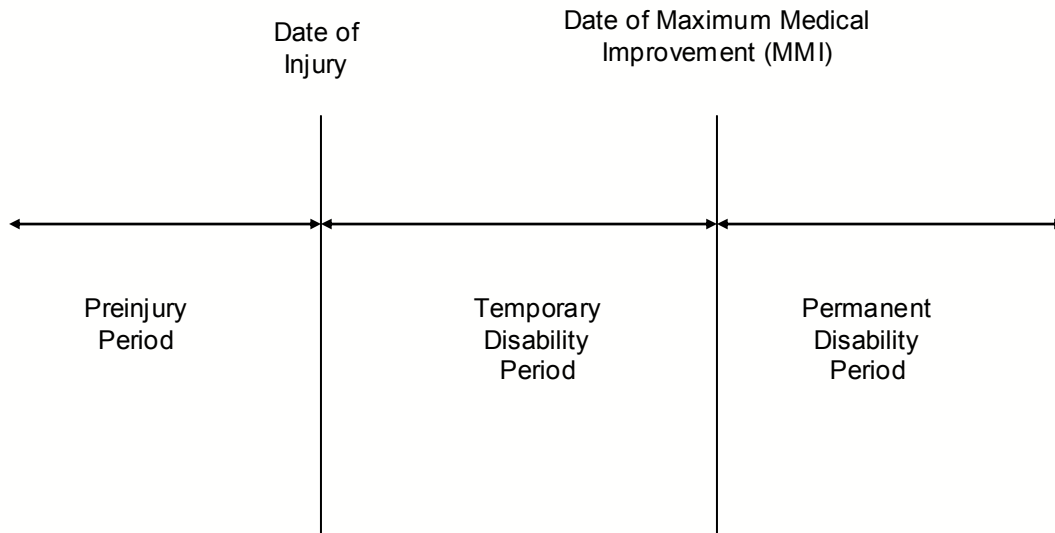 Date of
Injury
Date of Maximum Medical
Improvement (MMI)
Preinjury
Period
Temporary
Disability
Period
Permanent
Disability
Period